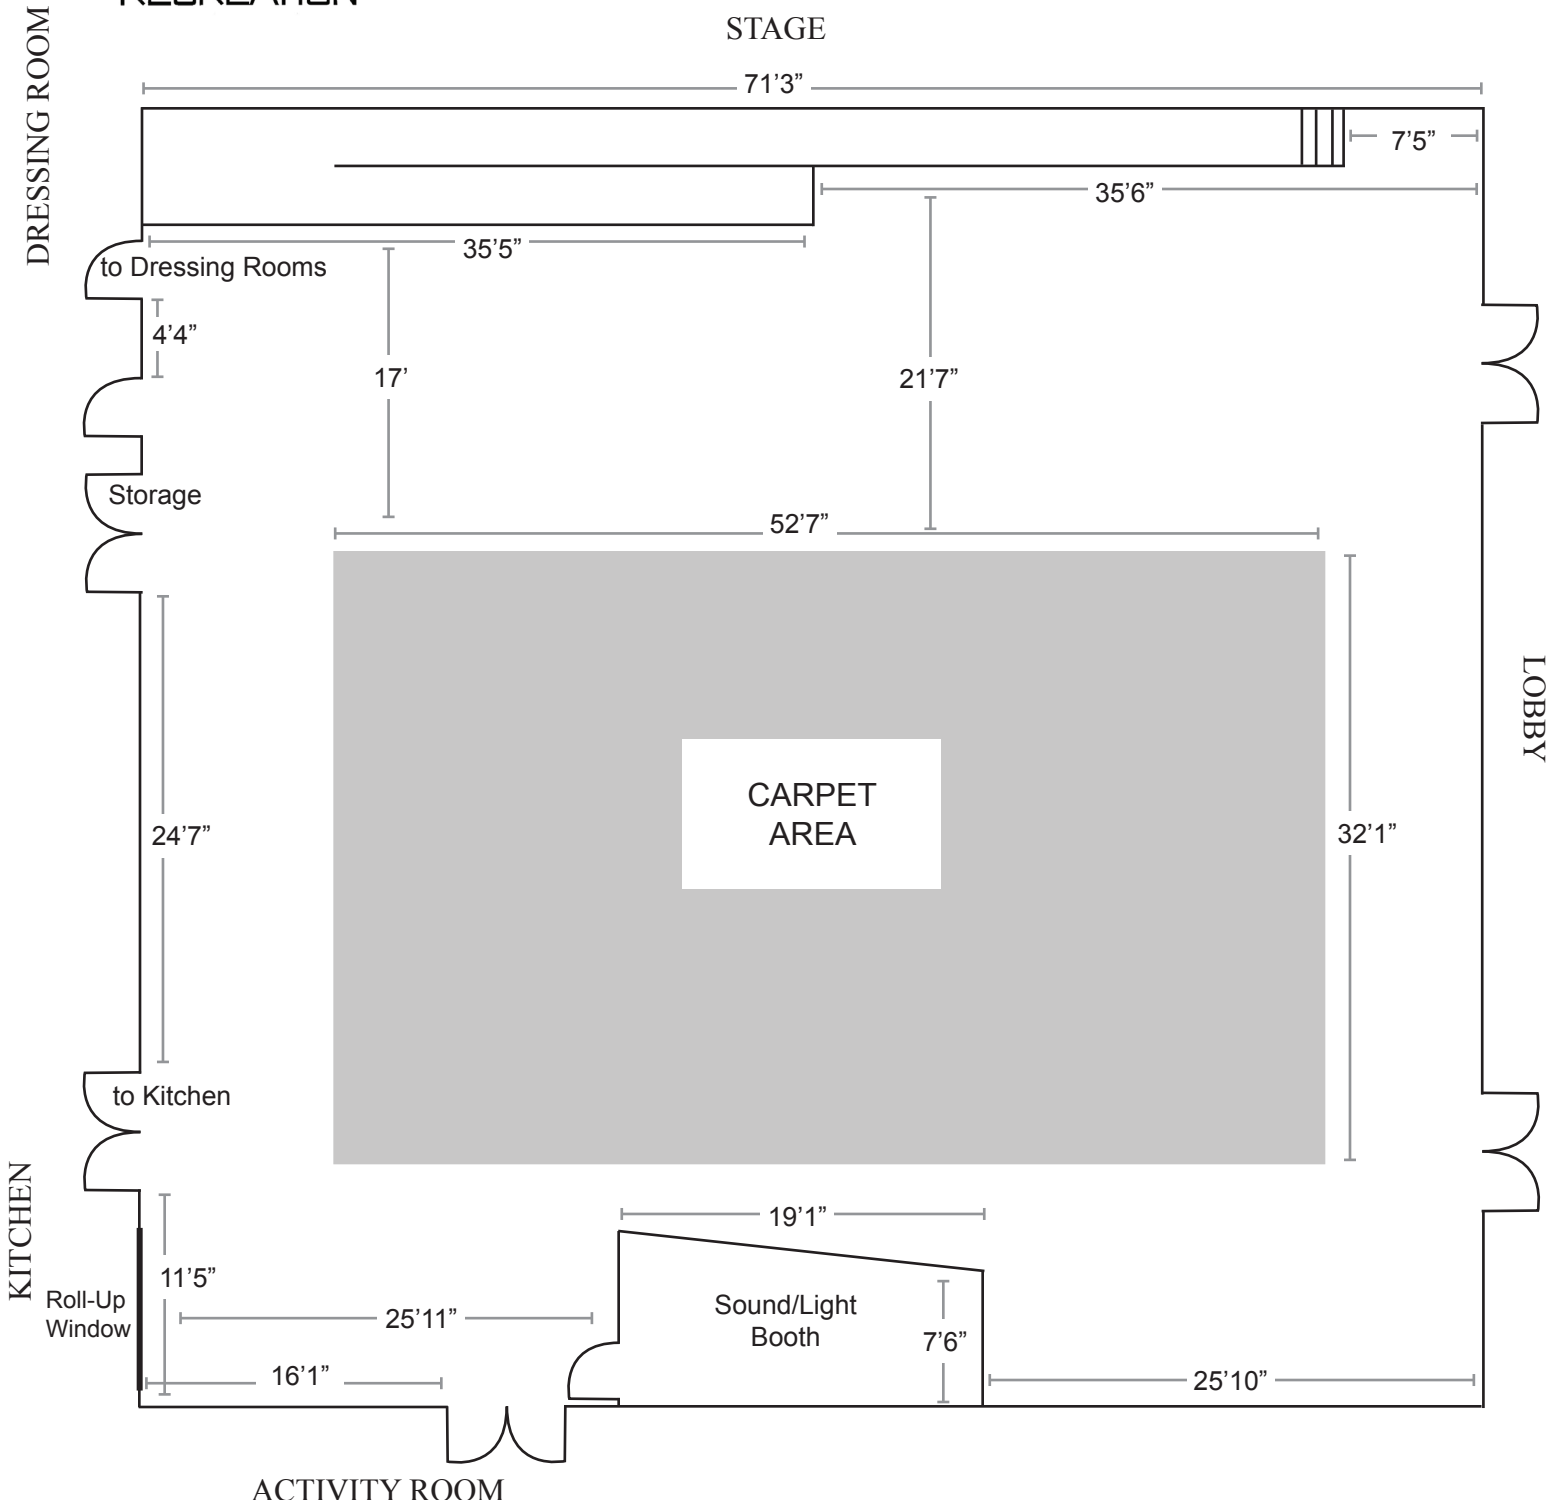 RECREATION
STAGE
DRESSING ROOM
71’3”
7’5”
35’6”
35’5”
to Dressing Rooms
4’4”
17’
21’7”
Storage
52’7”
LOBBY
CARPET
AREA
24’7”
32’1”
to Kitchen
KITCHEN
19’1”
11’5”
Roll-Up
Window
25’11”
Sound/Light
Booth
7’6”
16’1”
25’10”
ACTIVITY ROOM